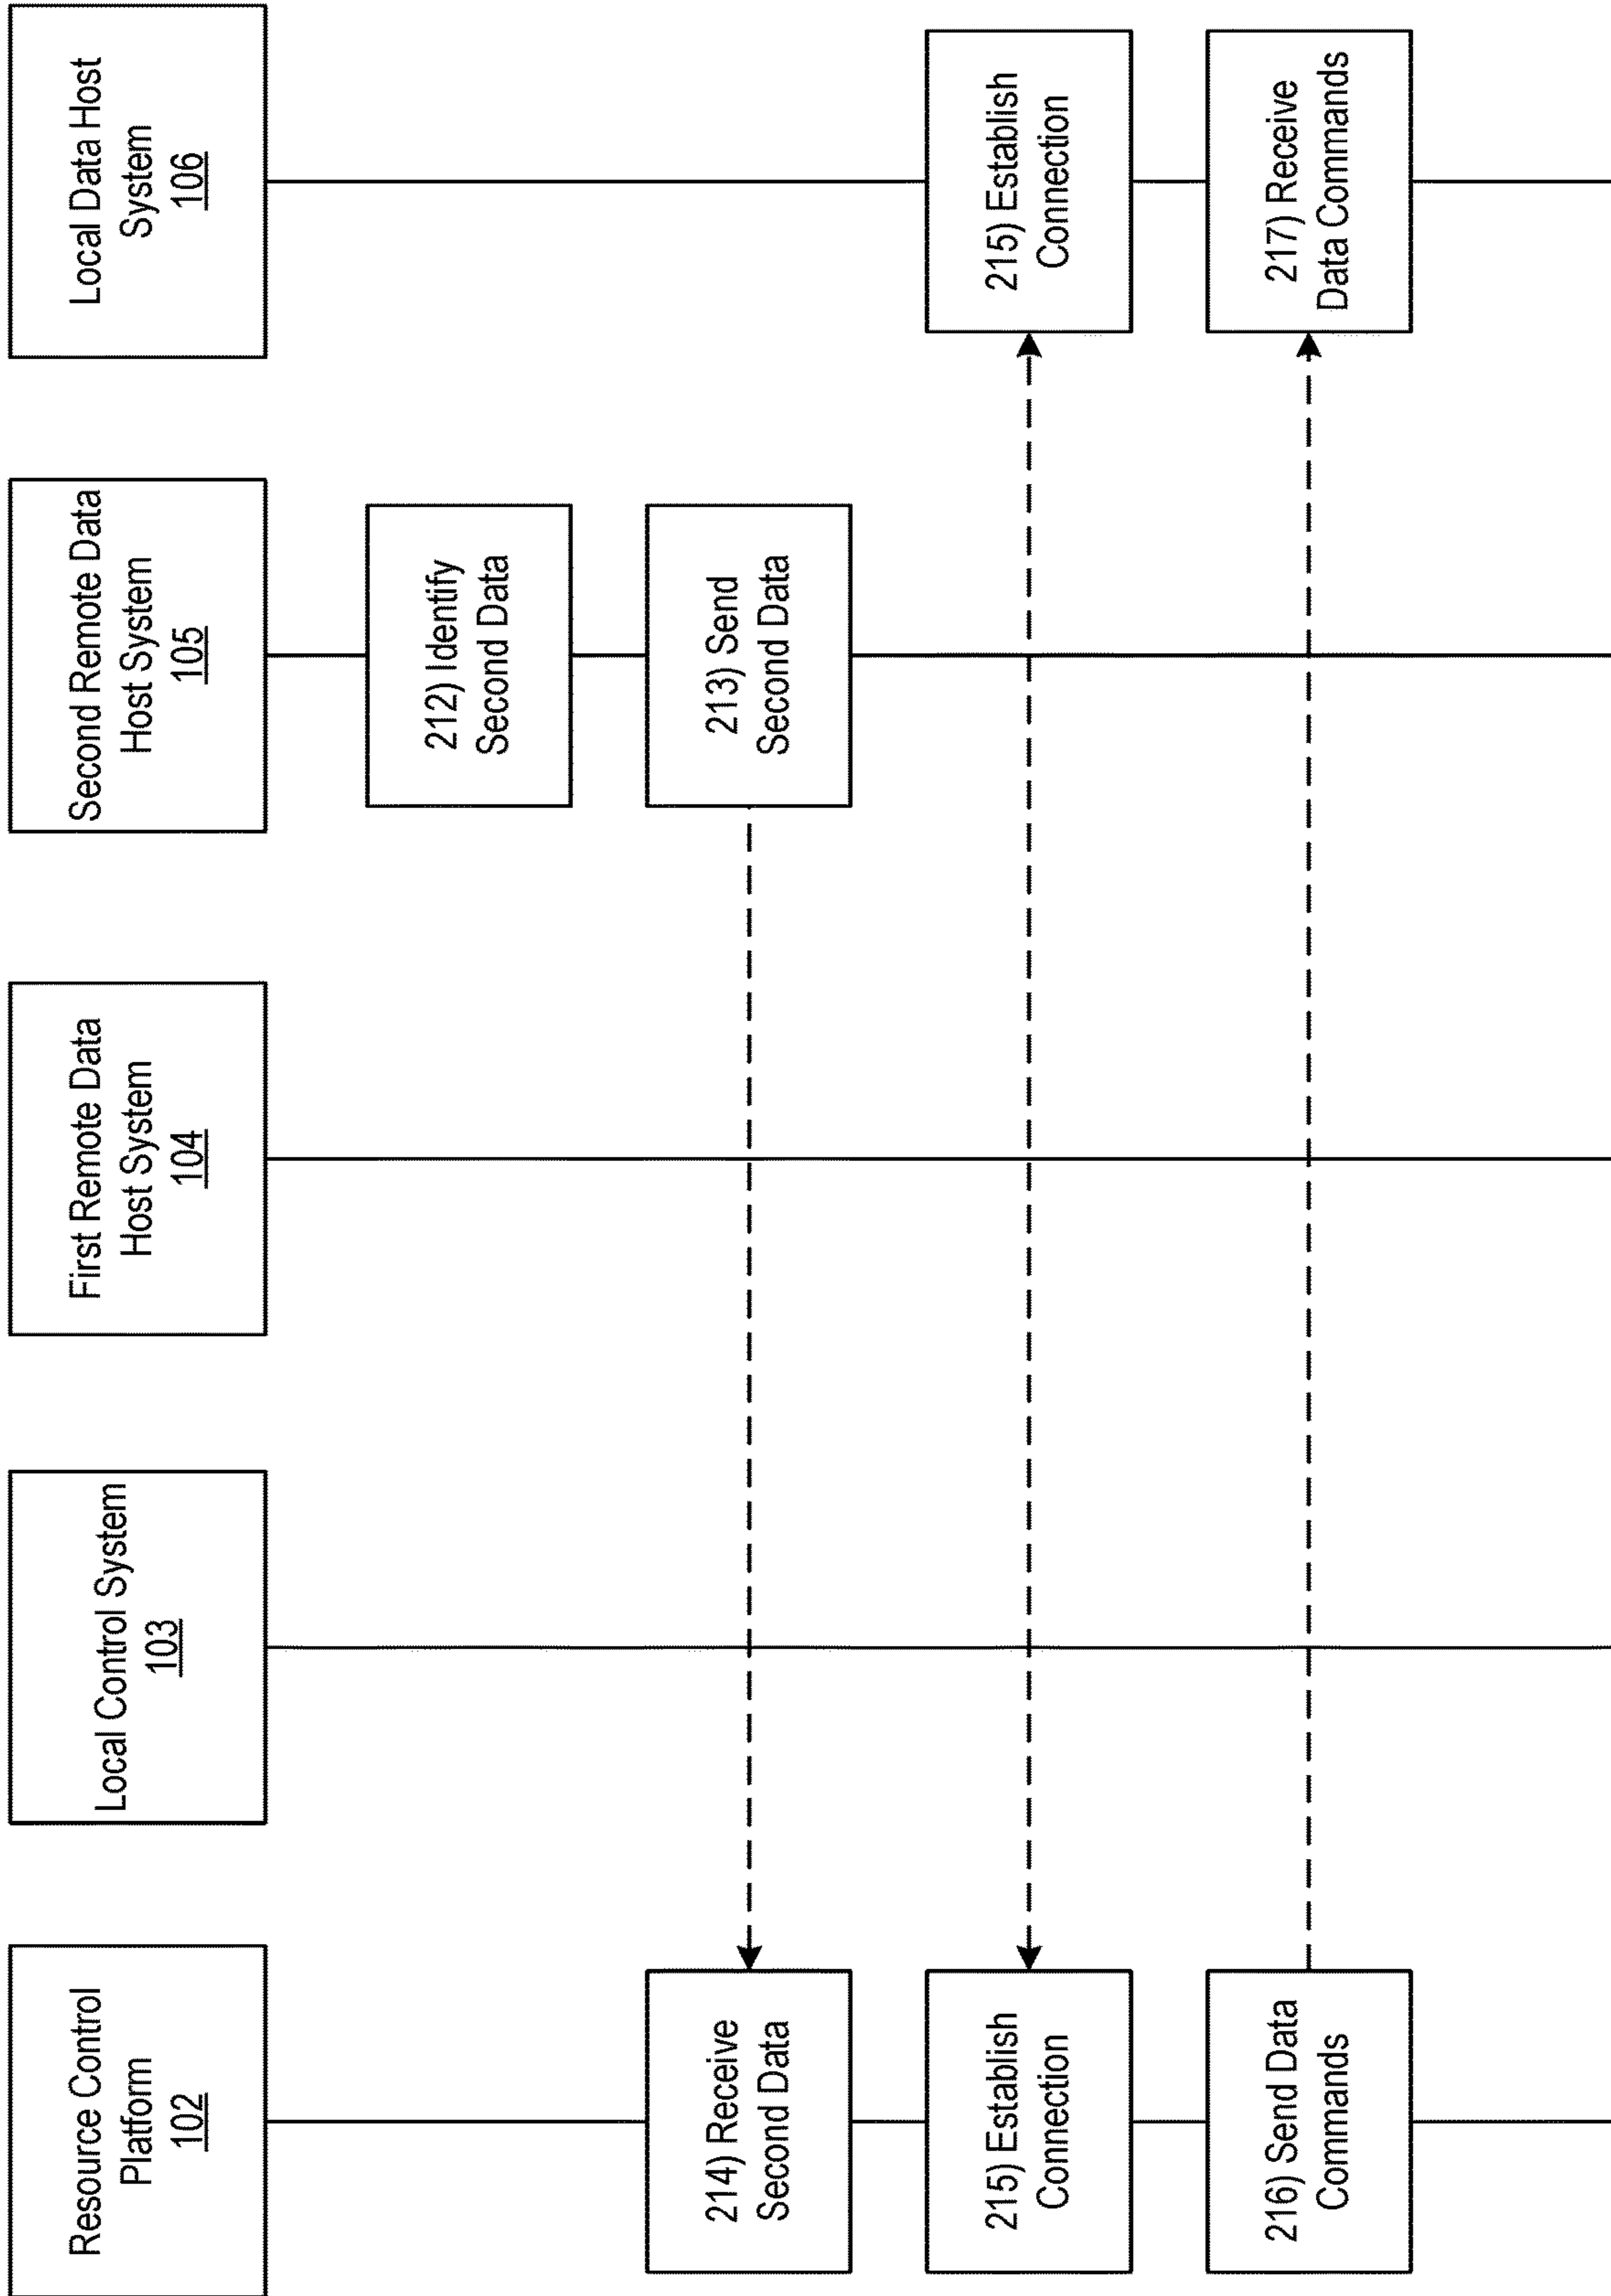 Resource Control
Platform
102
Local Control System
103
First Remote Data
Host System
104
Second Remote Data
Host System
105
Local Data Host
System
106
212) Identify
Second Data
214) Receive
Second Data
213) Send
Second Data
215) Establish
Connection
215) Establish
Connection
216) Send Data
Commands
217) Receive
Data Commands